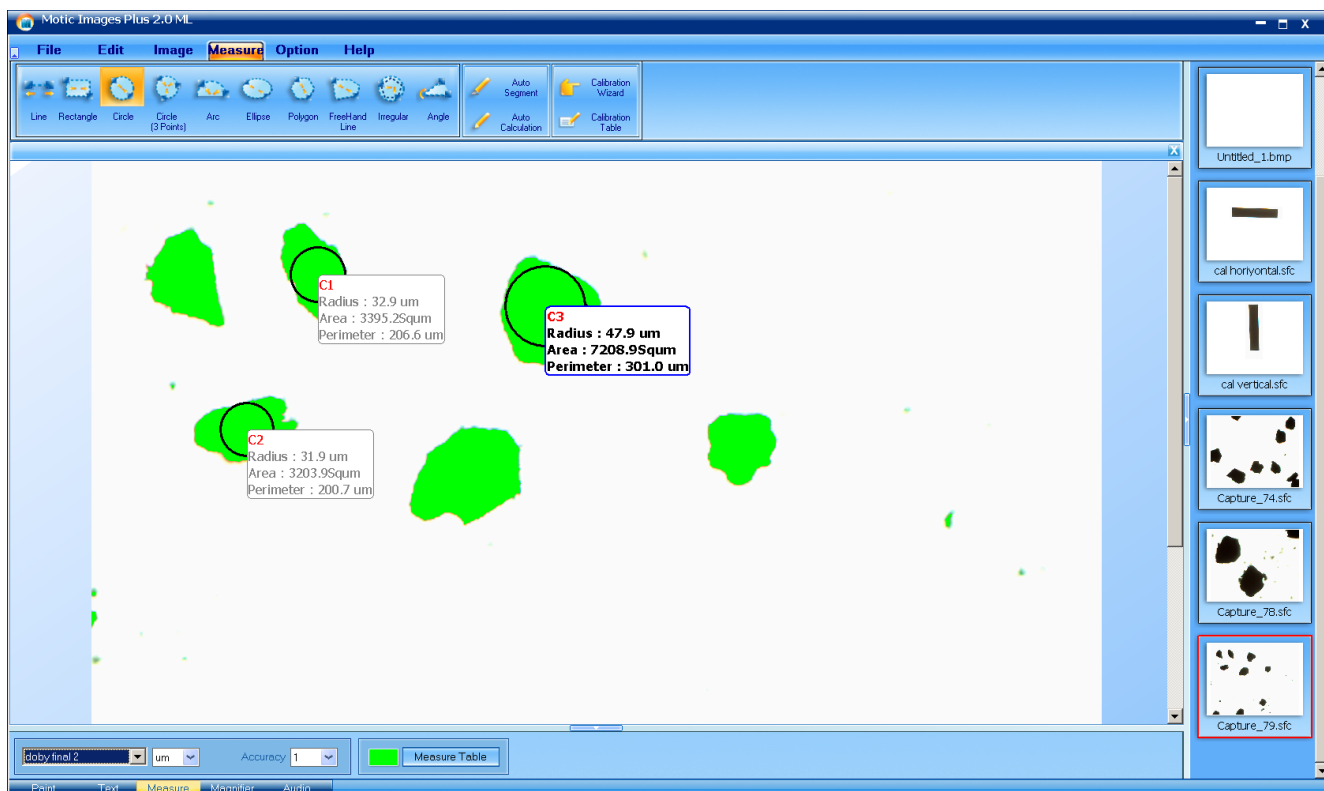 Motic Images Plus 2.0 ML
File Edit Image Measure Option Help
Line Rectangle Circle Circle (3 Points) Arc Ellipse Polygon FreeHand Line Irregular Angle
Auto Segment
Auto Calculation
Calibration Wizard
Calibration Table
C1
Radius : 32.9 um
Area : 3395.2Squm
Perimeter : 206.6 um
C3
Radius : 47.9 um
Area : 7208.9Squm
Perimeter : 301.0 um
C2
Radius : 31.9 um
Area : 3203.9Squm
Perimeter : 200.7 um
Untitled_1.bmp
cal horiyontal.sfc
cal vertical.sfc
Capture_74.sfc
Capture_78.sfc
Capture_79.sfc
doby final 2 um Accuracy 1 Measure Table
Paint Text Measure Magnifier Audio